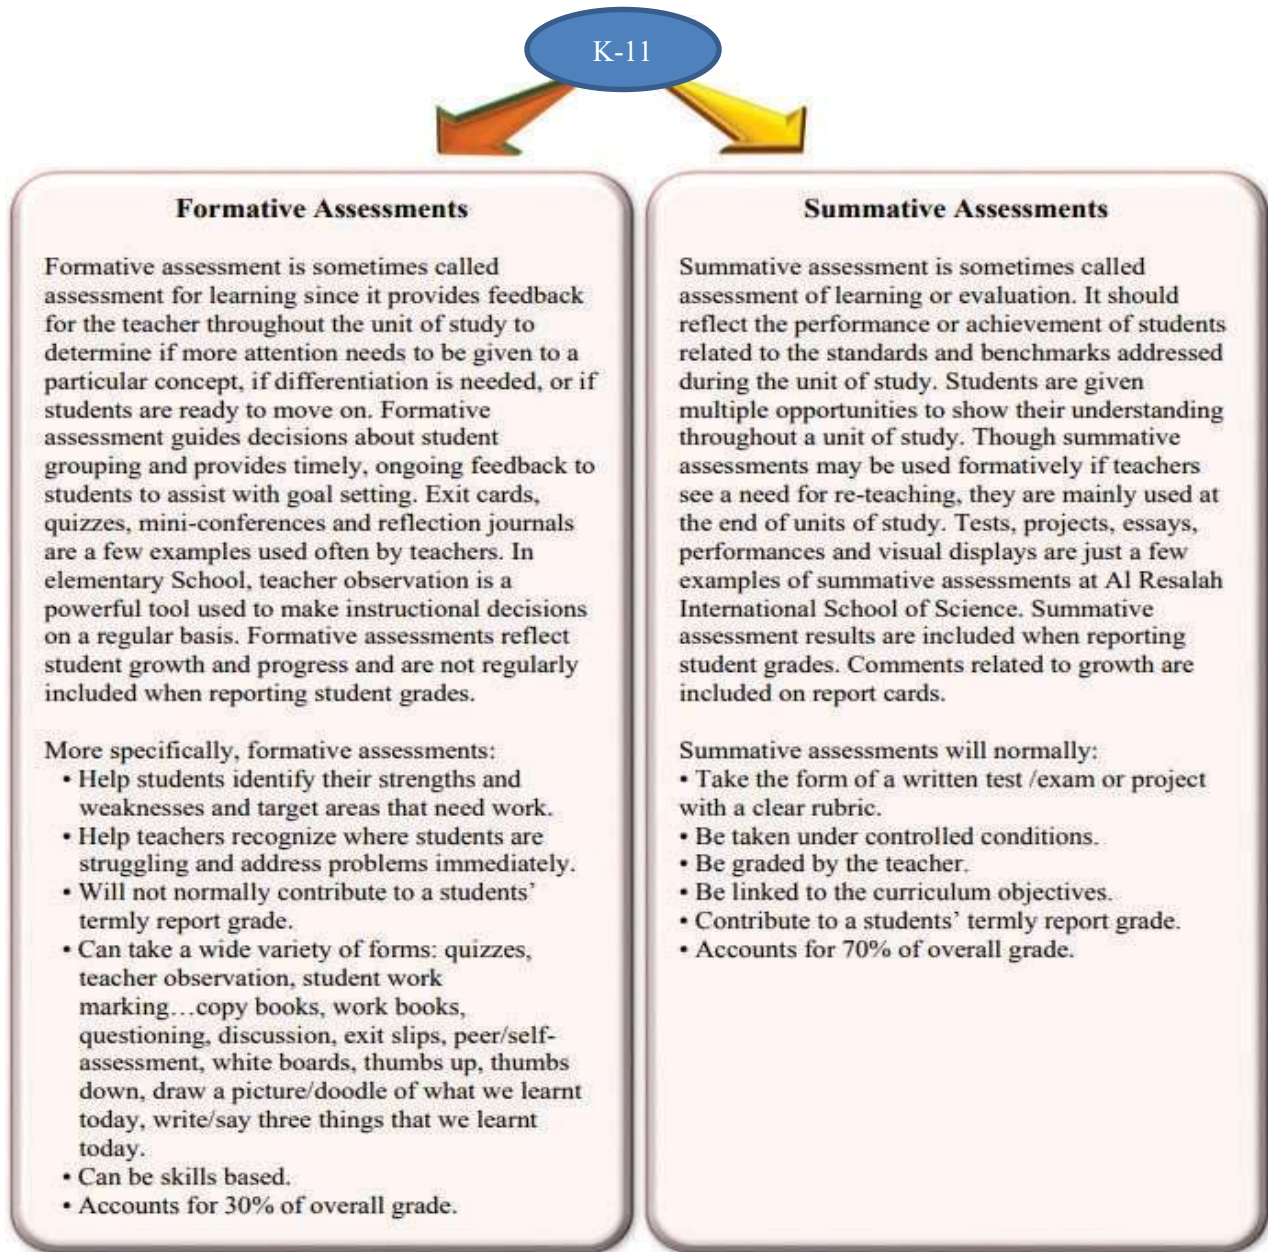 K-11
Formative Assessments
Formative assessment is sometimes called
assessment for learning since it provides feedback
for the teacher throughout the unit of study to
determine if more attention needs to be given to a
particular concept, if differentiation is needed, or if
students are ready to move on. Formative
assessment guides decisions about student
grouping and provides timely, ongoing feedback to
students to assist with goal setting. Exit cards,
quizzes, mini-conferences and reflection journals
are a few examples used often by teachers. In
elementary School, teacher observation is a
powerful tool used to make instructional decisions
on a regular basis. Formative assessments reflect
student growth and progress and are not regularly
included when reporting student grades.
More specifically, formative assessments:
• Help students identify their strengths and
weaknesses and target areas that need work.
• Help teachers recognize where students are
struggling and address problems immediately.
• Will not normally contribute to a students’
termly report grade.
• Can take a wide variety of forms: quizzes,
teacher observation, student work
marking…copy books, work books,
questioning, discussion, exit slips, peer/self-
assessment, white boards, thumbs up, thumbs
down, draw a picture/doodle of what we learnt
today, write/say three things that we learnt
today.
• Can be skills based.
• Accounts for 30% of overall grade.
Summative Assessments
Summative assessment is sometimes called
assessment of learning or evaluation. It should
reflect the performance or achievement of students
related to the standards and benchmarks addressed
during the unit of study. Students are given
multiple opportunities to show their understanding
throughout a unit of study. Though summative
assessments may be used formatively if teachers
see a need for re-teaching, they are mainly used at
the end of units of study. Tests, projects, essays,
performances and visual displays are just a few
examples of summative assessments at Al Resalah
International School of Science. Summative
assessment results are included when reporting
student grades. Comments related to growth are
included on report cards.
Summative assessments will normally:
• Take the form of a written test /exam or project
with a clear rubric.
• Be taken under controlled conditions.
• Be graded by the teacher.
• Be linked to the curriculum objectives.
• Contribute to a students’ termly report grade.
• Accounts for 70% of overall grade.